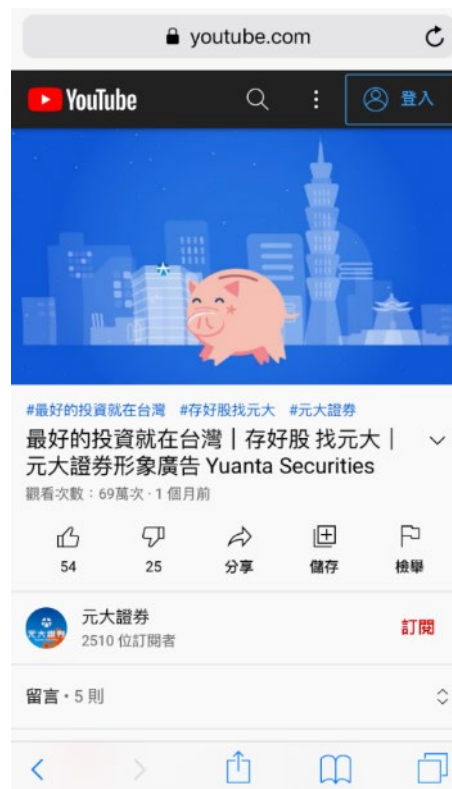 youtube.com
YouTube
登入
#最好的投資就在台灣 #存好股找元大 #元大證券
最好的投資就在台灣｜存好股 找元大｜
元大證券形象廣告 Yuanta Securities
觀看次數：69萬次 · 1 個月前
54
25
分享
儲存
檢舉
元大證券
元大證券
2510 位訂閱者
訂閱
留言 · 5 則